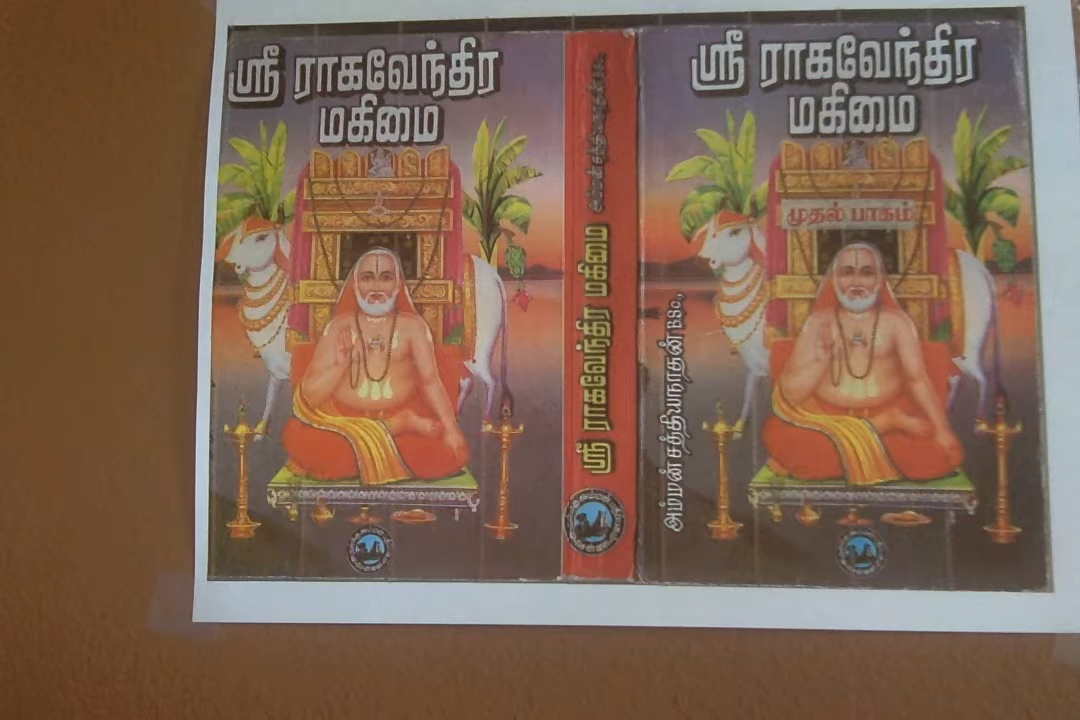 ஸ்ரீ ராகவேந்திர
மகிமை
ஸ்ரீ ராகவேந்திர மகிமை
ஸ்ரீ ராகவேந்திர
மகிமை
முதல் பாகம்
அம்மன் சத்தியநாதன் B.Sc.,